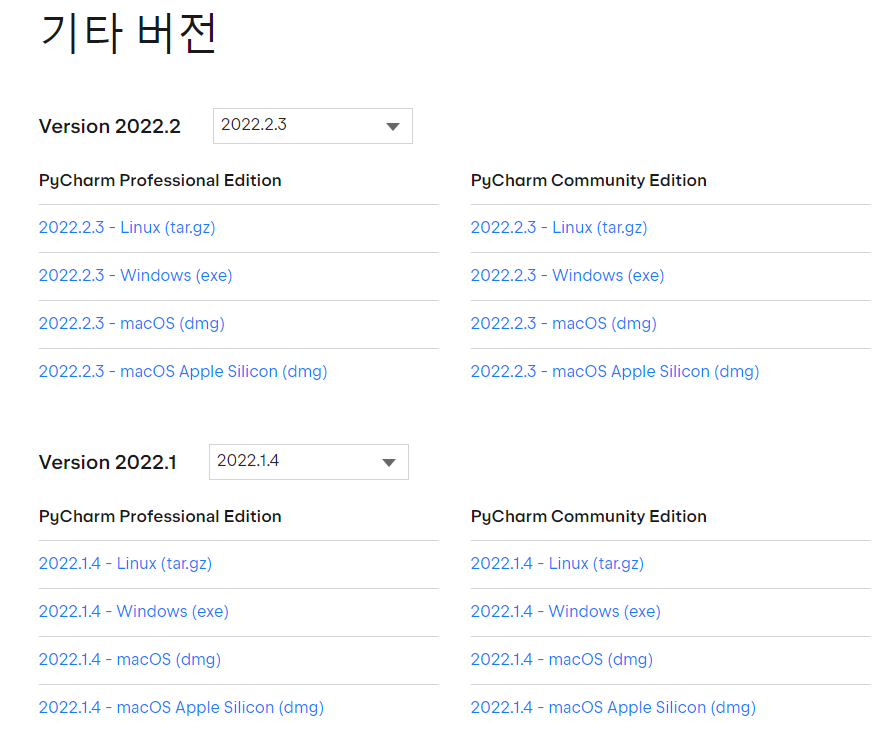 기타 버전
Version 2022.2
2022.2.3
PyCharm Professional Edition
2022.2.3 - Linux (tar.gz)
2022.2.3 - Windows (exe)
2022.2.3 - macOS (dmg)
2022.2.3 - macOS Apple Silicon (dmg)
PyCharm Community Edition
2022.2.3 - Linux (tar.gz)
2022.2.3 - Windows (exe)
2022.2.3 - macOS (dmg)
2022.2.3 - macOS Apple Silicon (dmg)
Version 2022.1
2022.1.4
PyCharm Professional Edition
2022.1.4 - Linux (tar.gz)
2022.1.4 - Windows (exe)
2022.1.4 - macOS (dmg)
2022.1.4 - macOS Apple Silicon (dmg)
PyCharm Community Edition
2022.1.4 - Linux (tar.gz)
2022.1.4 - Windows (exe)
2022.1.4 - macOS (dmg)
2022.1.4 - macOS Apple Silicon (dmg)